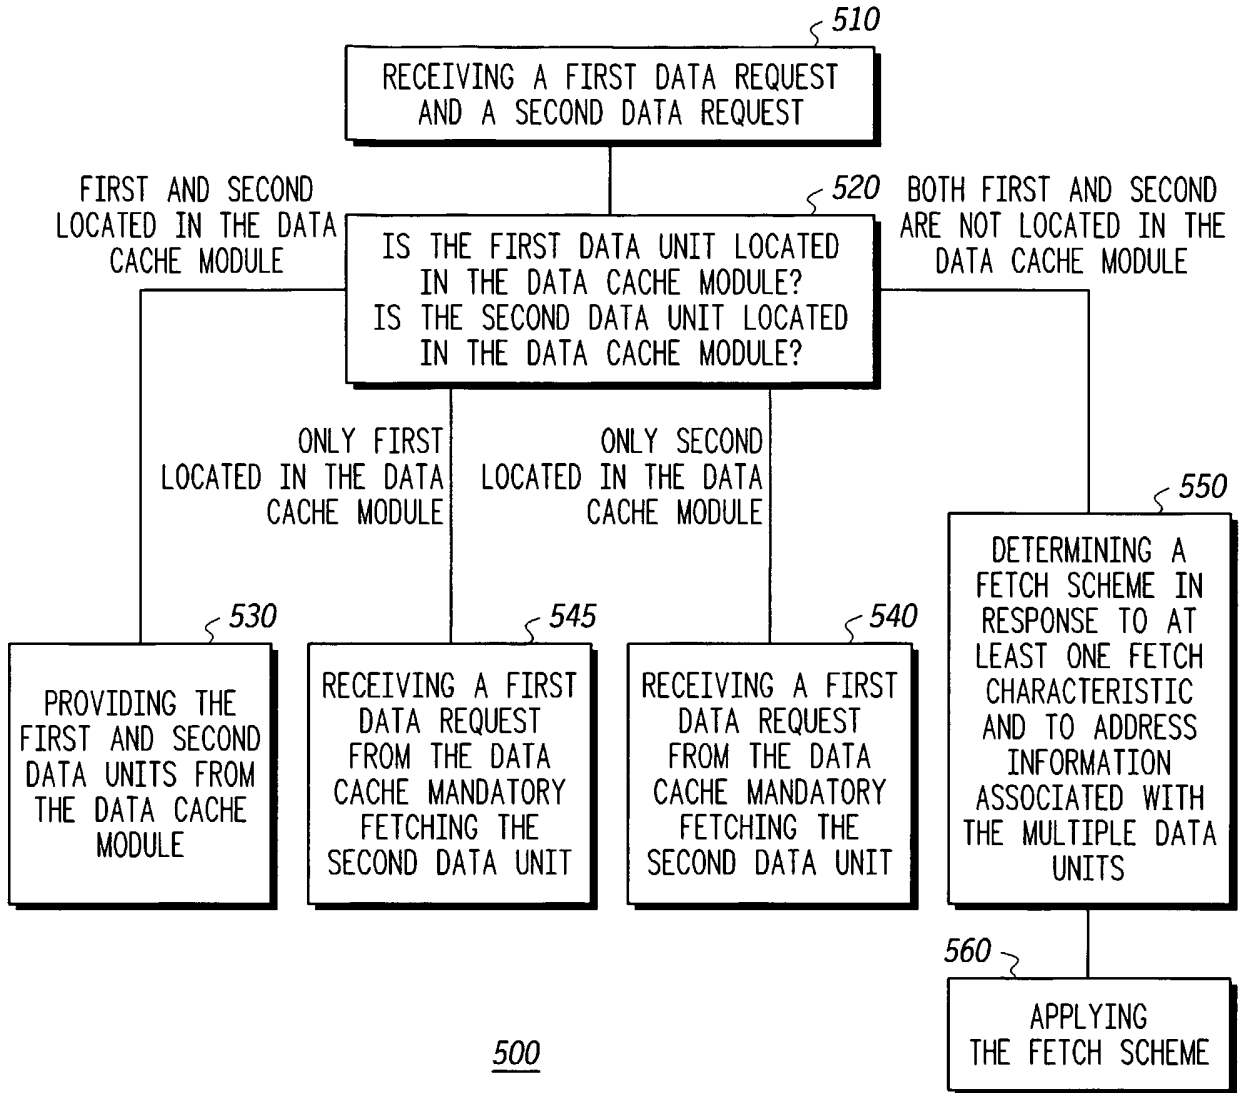 510
RECEIVING A FIRST DATA REQUEST
AND A SECOND DATA REQUEST
FIRST AND SECOND
LOCATED IN THE DATA
CACHE MODULE
520
IS THE FIRST DATA UNIT LOCATED
IN THE DATA CACHE MODULE?
IS THE SECOND DATA UNIT LOCATED
IN THE DATA CACHE MODULE?
BOTH FIRST AND SECOND
ARE NOT LOCATED IN THE
DATA CACHE MODULE
ONLY FIRST
LOCATED IN THE DATA
CACHE MODULE
ONLY SECOND
LOCATED IN THE DATA
CACHE MODULE
530
PROVIDING THE
FIRST AND SECOND
DATA UNITS FROM
THE DATA CACHE
MODULE
545
RECEIVING A FIRST
DATA REQUEST
FROM THE DATA
CACHE MANDATORY
FETCHING THE
SECOND DATA UNIT
540
RECEIVING A FIRST
DATA REQUEST
FROM THE DATA
CACHE MANDATORY
FETCHING THE
SECOND DATA UNIT
550
DETERMINING A
FETCH SCHEME IN
RESPONSE TO AT
LEAST ONE FETCH
CHARACTERISTIC
AND TO ADDRESS
INFORMATION
ASSOCIATED WITH
THE MULTIPLE DATA
UNITS
560
APPLYING
THE FETCH SCHEME
500